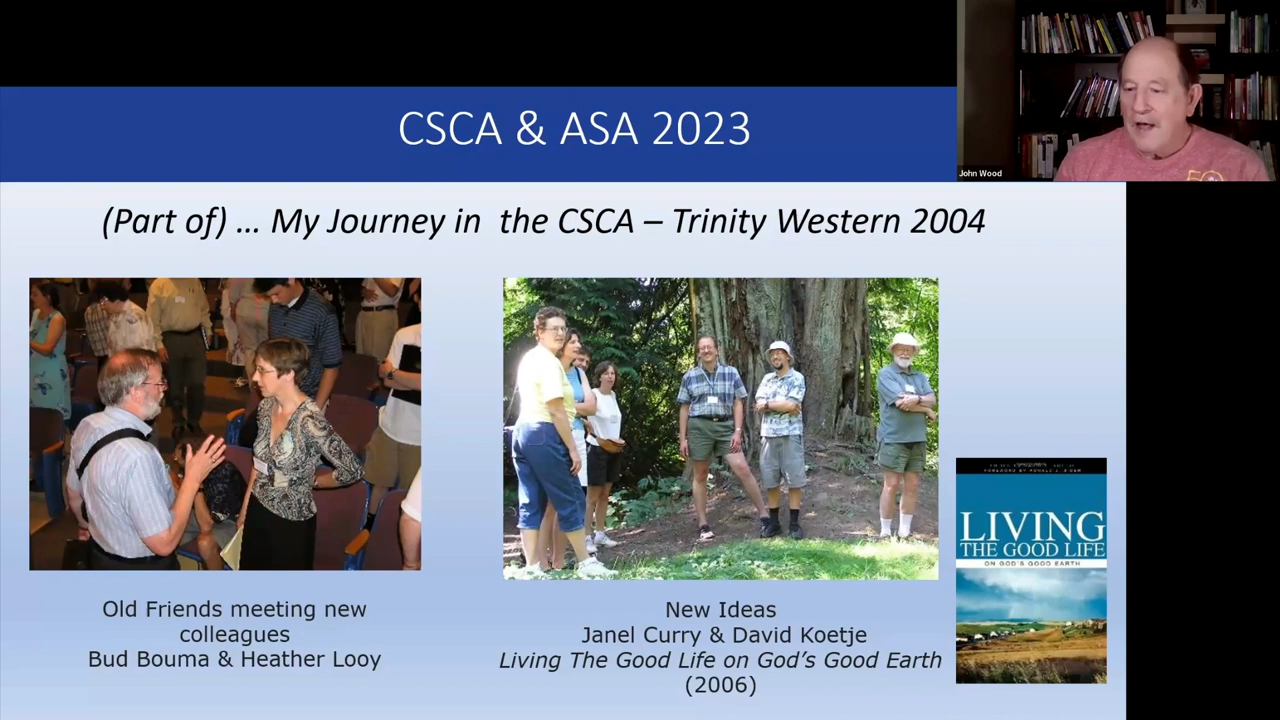 CSCA & ASA 2023
John Wood
(Part of) ... My Journey in the CSCA – Trinity Western 2004
Old Friends meeting new
colleagues
Bud Bouma & Heather Looy
New Ideas
Janel Curry & David Koetje
Living The Good Life on God's Good Earth
(2006)
LIVING
THE GOOD LIFE
ON GOD'S GOOD EARTH